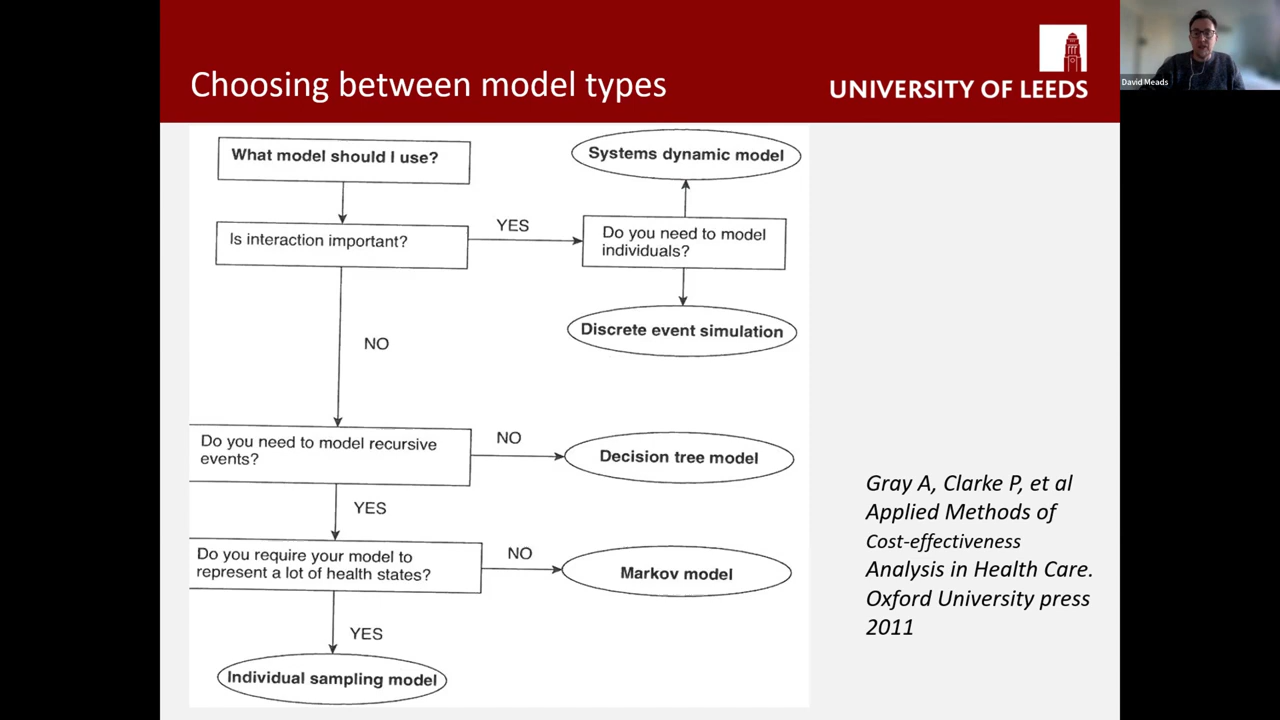 Choosing between model types
UNIVERSITY OF LEEDS
David Meads
What model should I use?
Systems dynamic model
Is interaction important?
YES
Do you need to model
individuals?
Discrete event simulation
NO
Do you need to model recursive
events?
NO
Decision tree model
YES
Do you require your model to
represent a lot of health states?
NO
Markov model
YES
Individual sampling model
Gray A, Clarke P, et al
Applied Methods of
Cost-effectiveness
Analysis in Health Care.
Oxford University press
2011